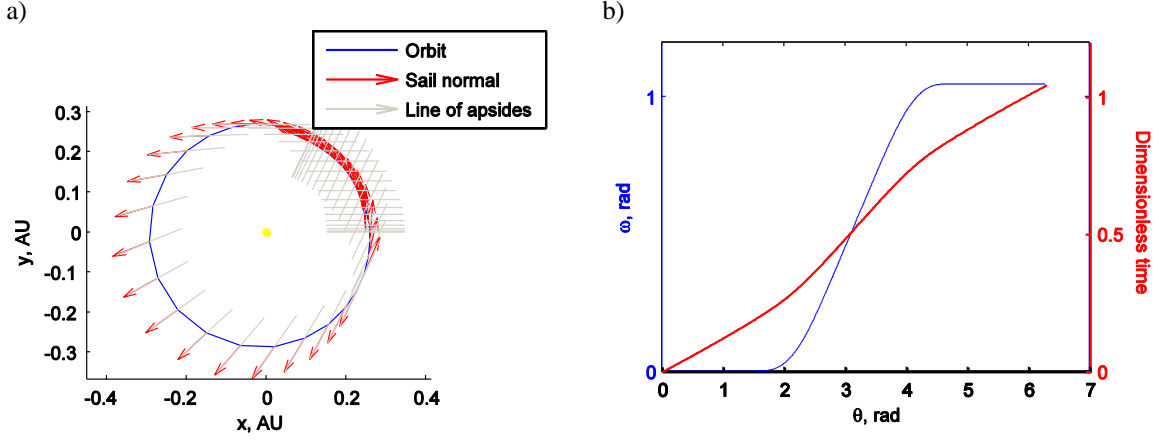 a)
Orbit
Sail normal
Line of apsides
0.3
0.2
0.1
0
-0.1
-0.2
-0.3
y, AU
-0.4
-0.2
0
0.2
0.4
x, AU
b)
1
0
ω, rad
0
1
2
3
4
5
6
7
θ, rad
1
0.5
0
Dimensionless time